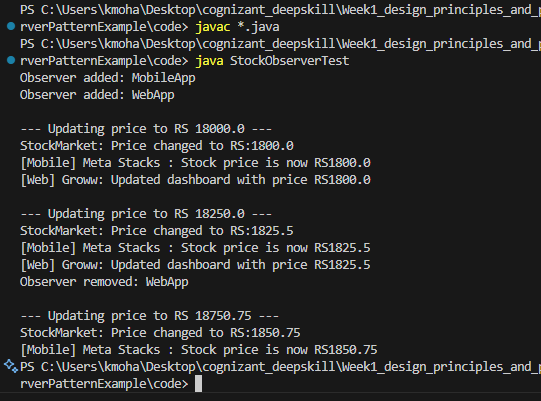 PS C:\Users\kmoha\Desktop\cognizant_deepskill\Week1_design_principles_and_p
rverPatternExample\code> javac *.java
PS C:\Users\kmoha\Desktop\cognizant_deepskill\Week1_design_principles_and_p
rverPatternExample\code> java StockObserverTest
Observer added: MobileApp
Observer added: WebApp

--- Updating price to RS 18000.0 ---
StockMarket: Price changed to RS:1800.0
[Mobile] Meta Stacks : Stock price is now RS1800.0
[Web] Groww: Updated dashboard with price RS1800.0

--- Updating price to RS 18250.0 ---
StockMarket: Price changed to RS:1825.5
[Mobile] Meta Stacks : Stock price is now RS1825.5
[Web] Groww: Updated dashboard with price RS1825.5
Observer removed: WebApp

--- Updating price to RS 18750.75 ---
StockMarket: Price changed to RS:1850.75
[Mobile] Meta Stacks : Stock price is now RS1850.75
PS C:\Users\kmoha\Desktop\cognizant_deepskill\Week1_design_principles_and_p
rverPatternExample\code>